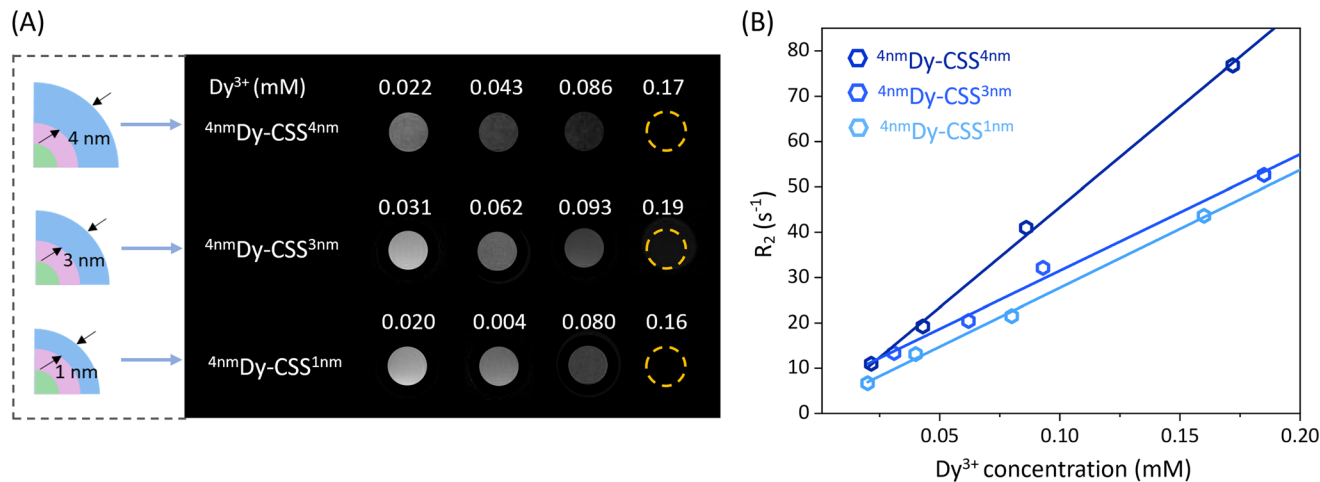 (A)
Dy³⁺ (mM) 0.022 0.043 0.086 0.17
4 nm ⁴ⁿᵐDy-CSS⁴ⁿᵐ
0.031 0.062 0.093 0.19
3 nm ⁴ⁿᵐDy-CSS³ⁿᵐ
0.020 0.004 0.080 0.16
1 nm ⁴ⁿᵐDy-CSS¹ⁿᵐ
(B)
⁴ⁿᵐDy-CSS⁴ⁿᵐ
⁴ⁿᵐDy-CSS³ⁿᵐ
⁴ⁿᵐDy-CSS¹ⁿᵐ
R₂ (s⁻¹)
80
70
60
50
40
30
20
10
0
0.05 0.10 0.15 0.20
Dy³⁺ concentration (mM)